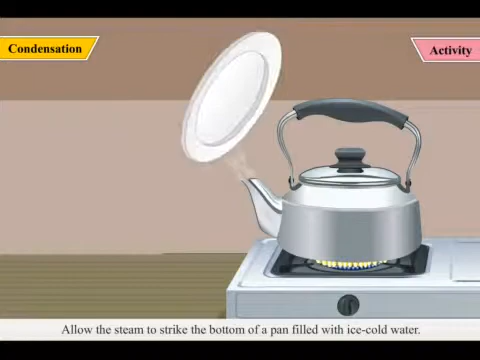 Condensation
Activity
Allow the steam to strike the bottom of a pan filled with ice-cold water.